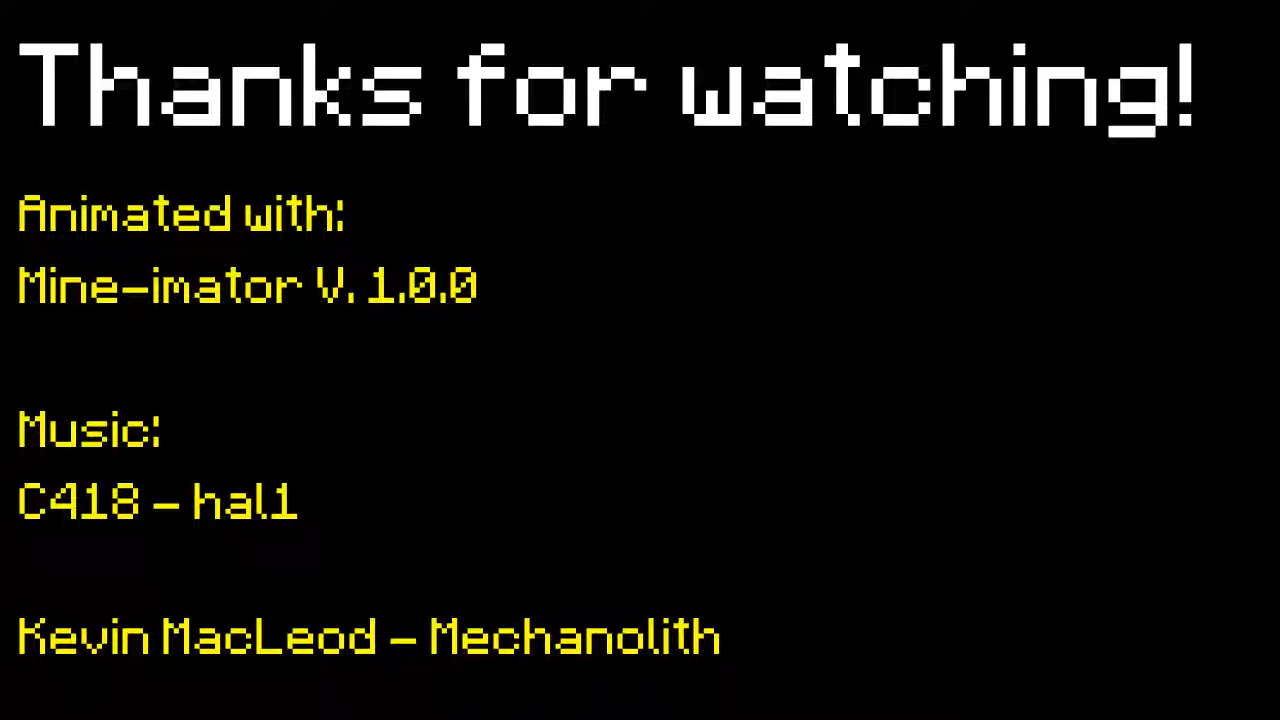 Thanks for watching!
Animated with:
Mine-imator V. 1.0.0
Music:
C418 - hal1
Kevin MacLeod - Mechanolith